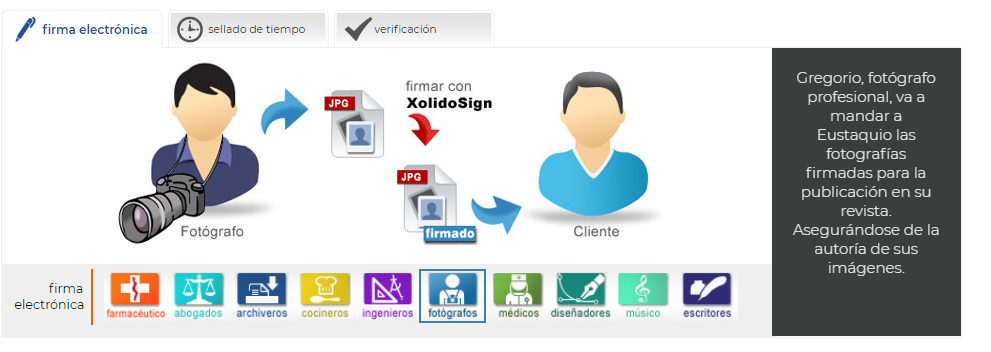 firma electrónica
sellado de tiempo
verificación
JPG
firmar con
XolidoSign
JPG
firmado
Fotógrafo
Cliente
Gregorio, fotógrafo
profesional, va a
mandar a
Eustaquio las
fotografías
firmadas para la
publicación en su
revista.
Asegurándose de la
autoría de sus
imágenes.
firma
electrónica
farmacéutico
abogados
archiveros
cocineros
ingenieros
fotógrafos
médicos
diseñadores
músico
escritores